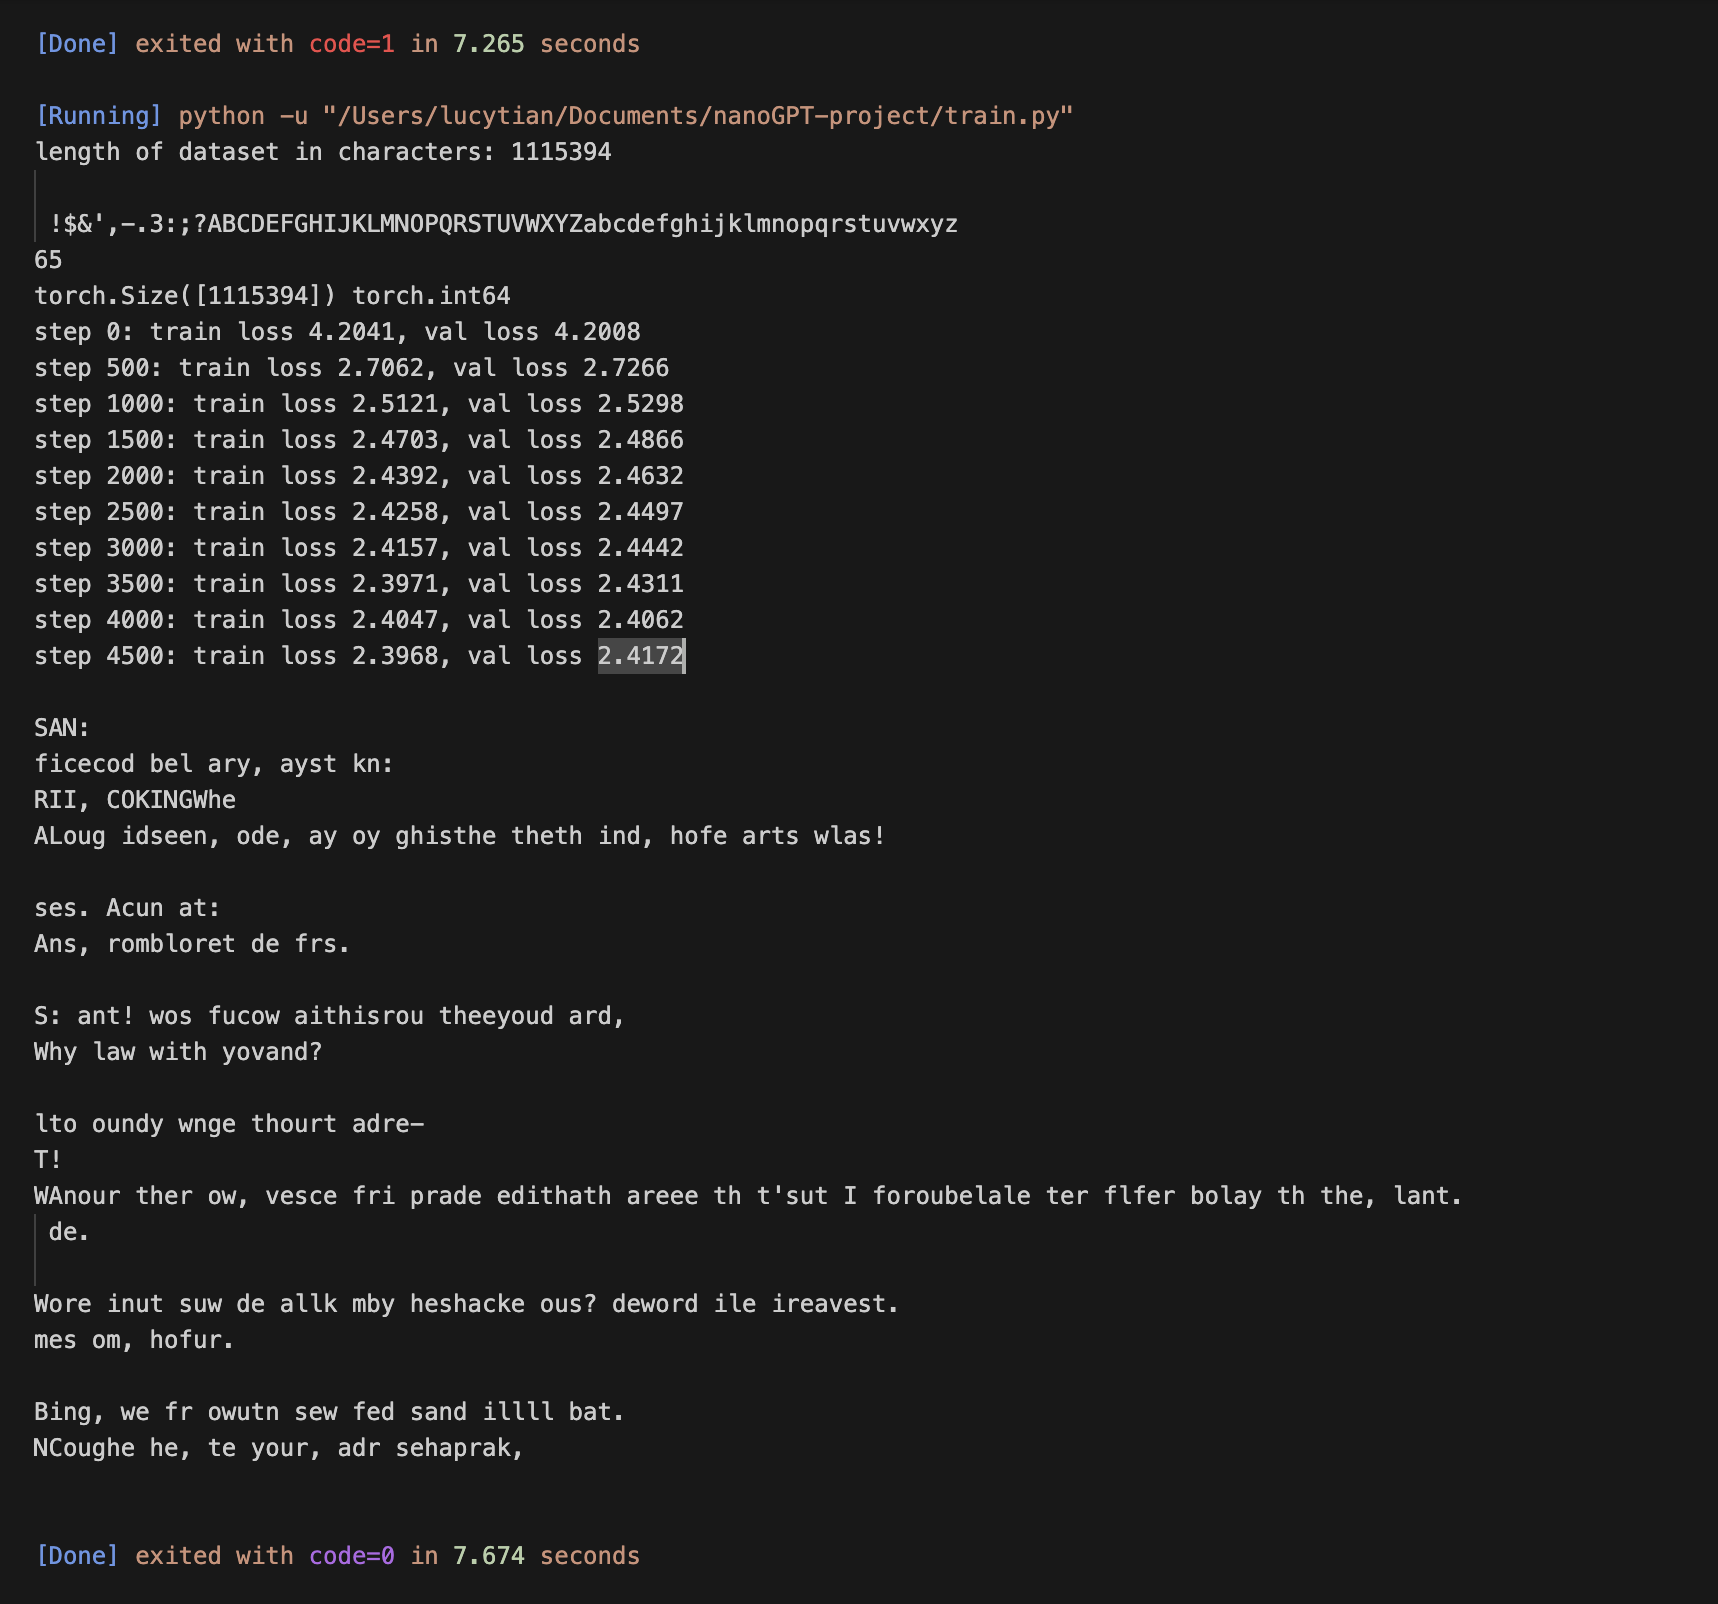 [Done] exited with code=1 in 7.265 seconds
[Running] python -u "/Users/lucytian/Documents/nanoGPT-project/train.py"
length of dataset in characters: 1115394
 !$&',-.3:;?ABCDEFGHIJKLMNOPQRSTUVWXYZabcdefghijklmnopqrstuvwxyz
65
torch.Size([1115394]) torch.int64
step 0: train loss 4.2041, val loss 4.2008
step 500: train loss 2.7062, val loss 2.7266
step 1000: train loss 2.5121, val loss 2.5298
step 1500: train loss 2.4703, val loss 2.4866
step 2000: train loss 2.4392, val loss 2.4632
step 2500: train loss 2.4258, val loss 2.4497
step 3000: train loss 2.4157, val loss 2.4442
step 3500: train loss 2.3971, val loss 2.4311
step 4000: train loss 2.4047, val loss 2.4062
step 4500: train loss 2.3968, val loss 2.4172
SAN:
ficecod bel ary, ayst kn:
RII, COKINGWhe
ALoug idseen, ode, ay oy ghisthe theth ind, hofe arts wlas!
ses. Acun at:
Ans, rombloret de frs.
S: ant! wos fucow aithisrou theeyoud ard,
Why law with yovand?
lto oundy wnge thourt adre-
T!
WAnour ther ow, vesce fri prade edithath areee th t'sut I foroubelale ter flfer bolay th the, lant.
 de.
Wore inut suw de allk mby heshacke ous? deword ile ireavest.
mes om, hofur.
Bing, we fr owutn sew fed sand illll bat.
NCoughe he, te your, adr sehaprak,
[Done] exited with code=0 in 7.674 seconds